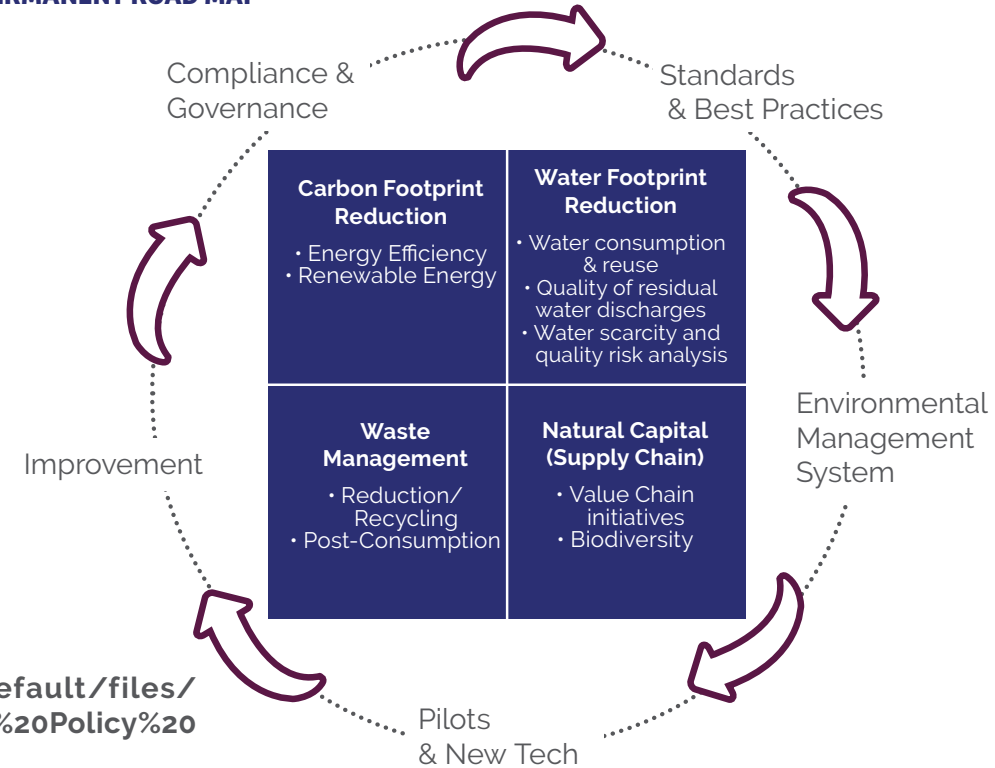 ROAD MAP
Compliance &
Governance
Standards
& Best Practices
Carbon Footprint
Reduction
• Energy Efficiency
• Renewable Energy
Water Footprint
Reduction
• Water consumption
& reuse
• Quality of residual
water discharges
• Water scarcity and
quality risk analysis
Environmental
Management
System
Improvement
Waste
Management
• Reduction/
Recycling
• Post-Consumption
Natural Capital
(Supply Chain)
• Value Chain
initiatives
• Biodiversity
efault/files/
%20Policy%20
Pilots
& New Tech